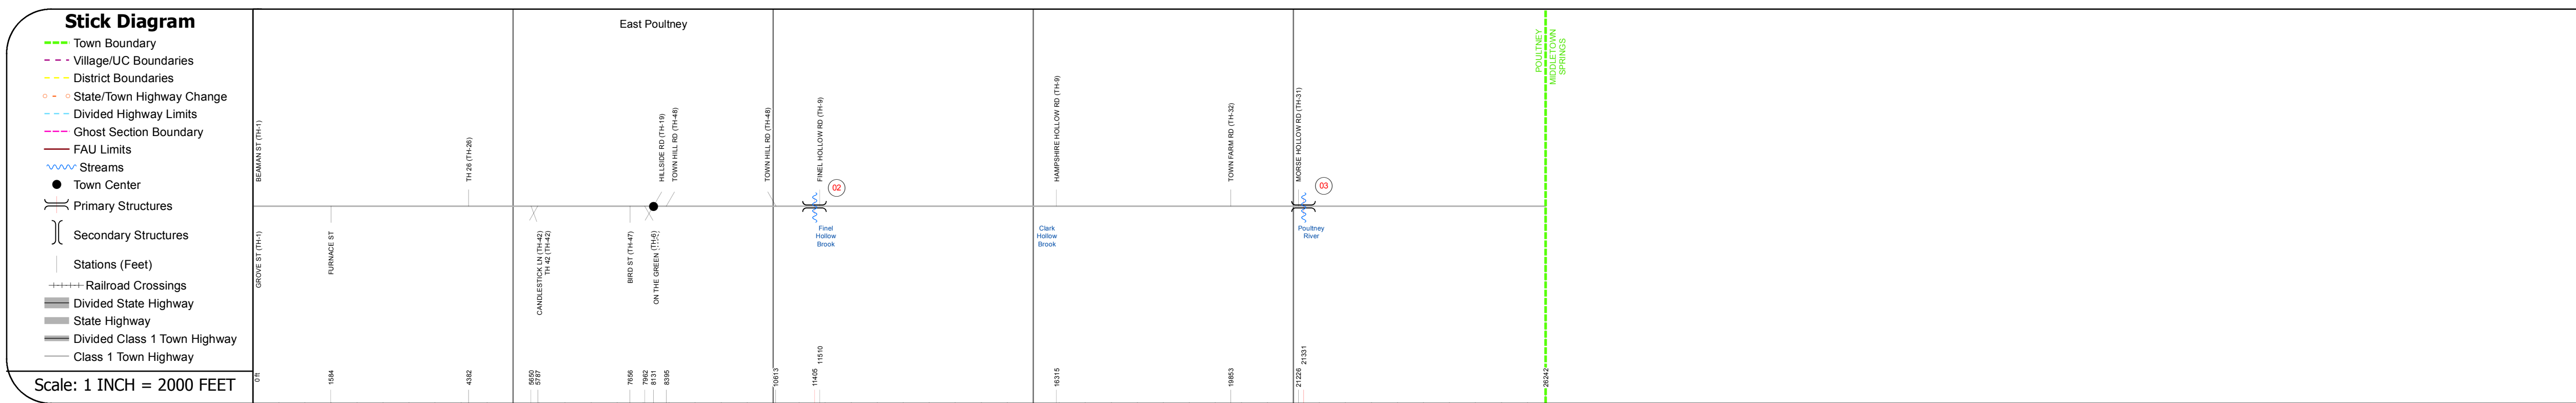 Stick Diagram
Town Boundary
Village/UC Boundaries
District Boundaries
State/Town Highway Change
Divided Highway Limits
Ghost Section Boundary
FAU Limits
Streams
Town Center
Primary Structures
Secondary Structures
Stations (Feet)
Railroad Crossings
Divided State Highway
State Highway
Divided Class 1 Town Highway
Class 1 Town Highway
Scale: 1 INCH = 2000 FEET
East Poultney
POULTNEY
MIDDLETOWN
SPRINGS
BEAMAN ST (TH-1)
TH 26 (TH-26)
HILLSIDE RD (TH-19)
TOWN HILL RD (TH-48)
TOWN HILL RD (TH-48)
FINEL HOLLOW RD (TH-9)
HAMPSHIRE HOLLOW RD (TH-9)
TOWN FARM RD (TH-32)
MORSE HOLLOW RD (TH-31)
02
03
GROVE ST (TH-1)
FURNACE ST
CANDLESTICK LN (TH-42)
TH 42 (TH-42)
BIRD ST (TH-47)
ON THE GREEN (TH-6)
Finel
Hollow
Brook
Clark
Hollow
Brook
Poultney
River
0 ft
1584
4382
5650
5787
7656
7962
8131
8395
10613
11405
11510
16315
19853
21226
21331
26242